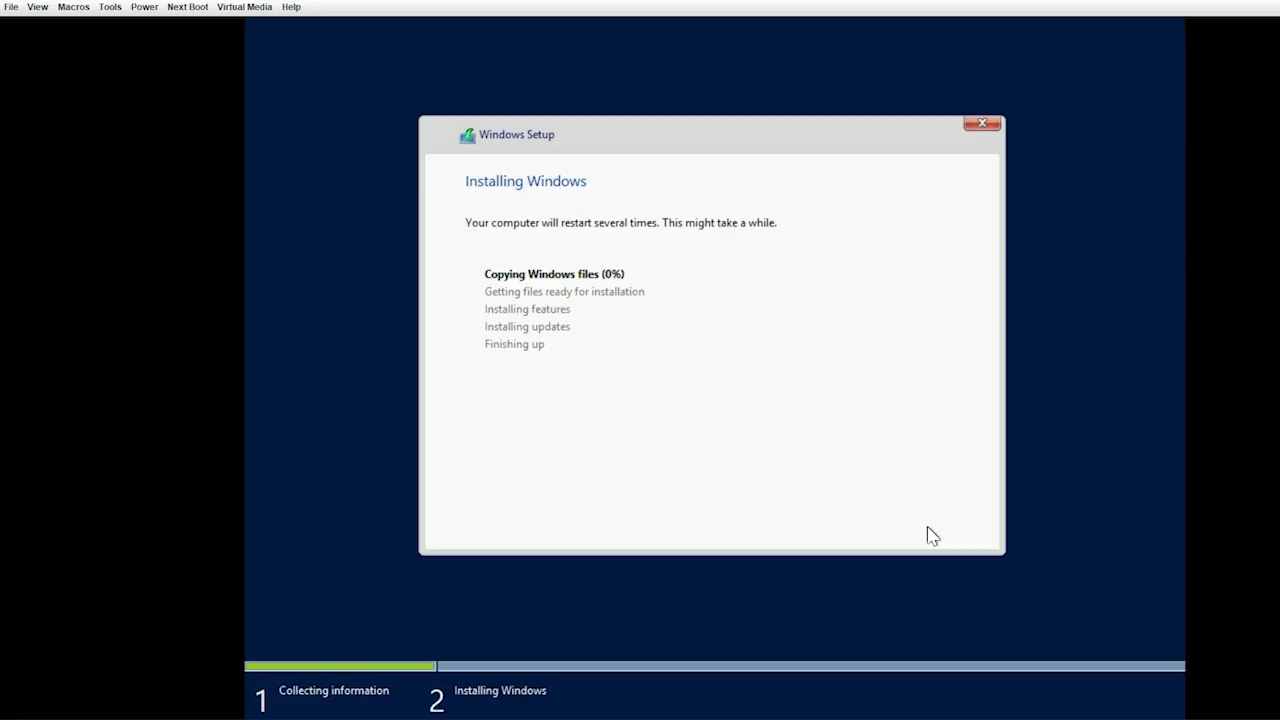 File View Macros Tools Power Next Boot Virtual Media Help
Windows Setup
Installing Windows
Your computer will restart several times. This might take a while.
Copying Windows files (0%)
Getting files ready for installation
Installing features
Installing updates
Finishing up
1 Collecting information 2 Installing Windows